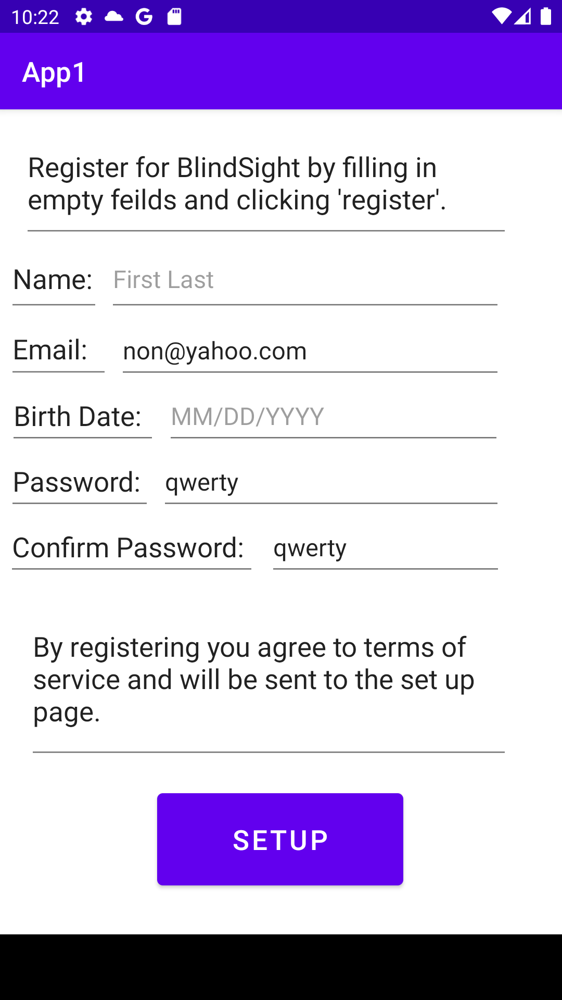 10:22
App1
Register for BlindSight by filling in
empty feilds and clicking 'register'.
Name: First Last
Email: non@yahoo.com
Birth Date: MM/DD/YYYY
Password: qwerty
Confirm Password: qwerty
By registering you agree to terms of
service and will be sent to the set up
page.
SETUP